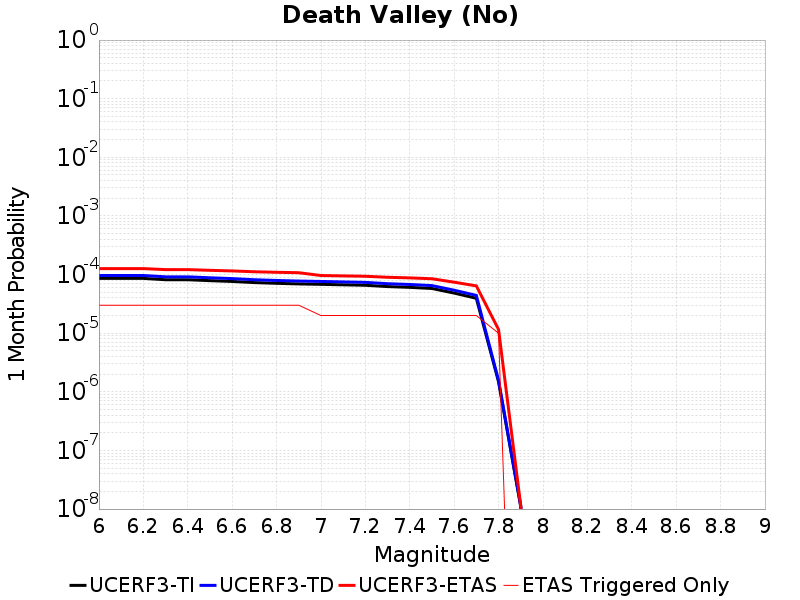 Death Valley (No)
10^0
10^-1
10^-2
10^-3
10^-4
10^-5
10^-6
10^-7
10^-8
1 Month Probability
6 6.2 6.4 6.6 6.8 7 7.2 7.4 7.6 7.8 8 8.2 8.4 8.6 8.8 9
Magnitude
UCERF3-TI UCERF3-TD UCERF3-ETAS ETAS Triggered Only